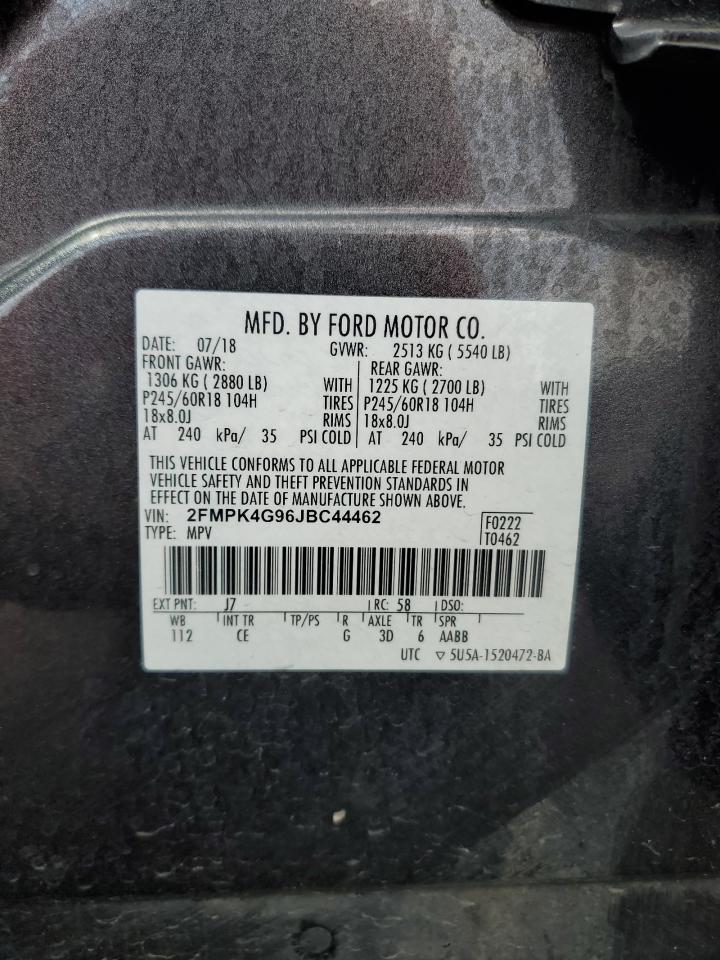 MFD. BY FORD MOTOR CO.
DATE: 07/18 GVWR: 2513 KG ( 5540 LB)
FRONT GAWR: REAR GAWR:
1306 KG ( 2880 LB) WITH 1225 KG ( 2700 LB) WITH
P245/60R18 104H TIRES P245/60R18 104H TIRES
18x8.0J RIMS 18x8.0J RIMS
AT 240 kPa/ 35 PSI COLD AT 240 kPa/ 35 PSI COLD
THIS VEHICLE CONFORMS TO ALL APPLICABLE FEDERAL MOTOR
VEHICLE SAFETY AND THEFT PREVENTION STANDARDS IN
EFFECT ON THE DATE OF MANUFACTURE SHOWN ABOVE.
VIN: 2FMPK4G96JBC44462 F0222
TYPE: MPV T0462
EXT PNT: J7 RC: 58 DSO:
WB INT TR TP/PS R AXLE TR SPR
112 CE G 3D 6 AABB
UTC ▽ 5U5A-1520472-BA